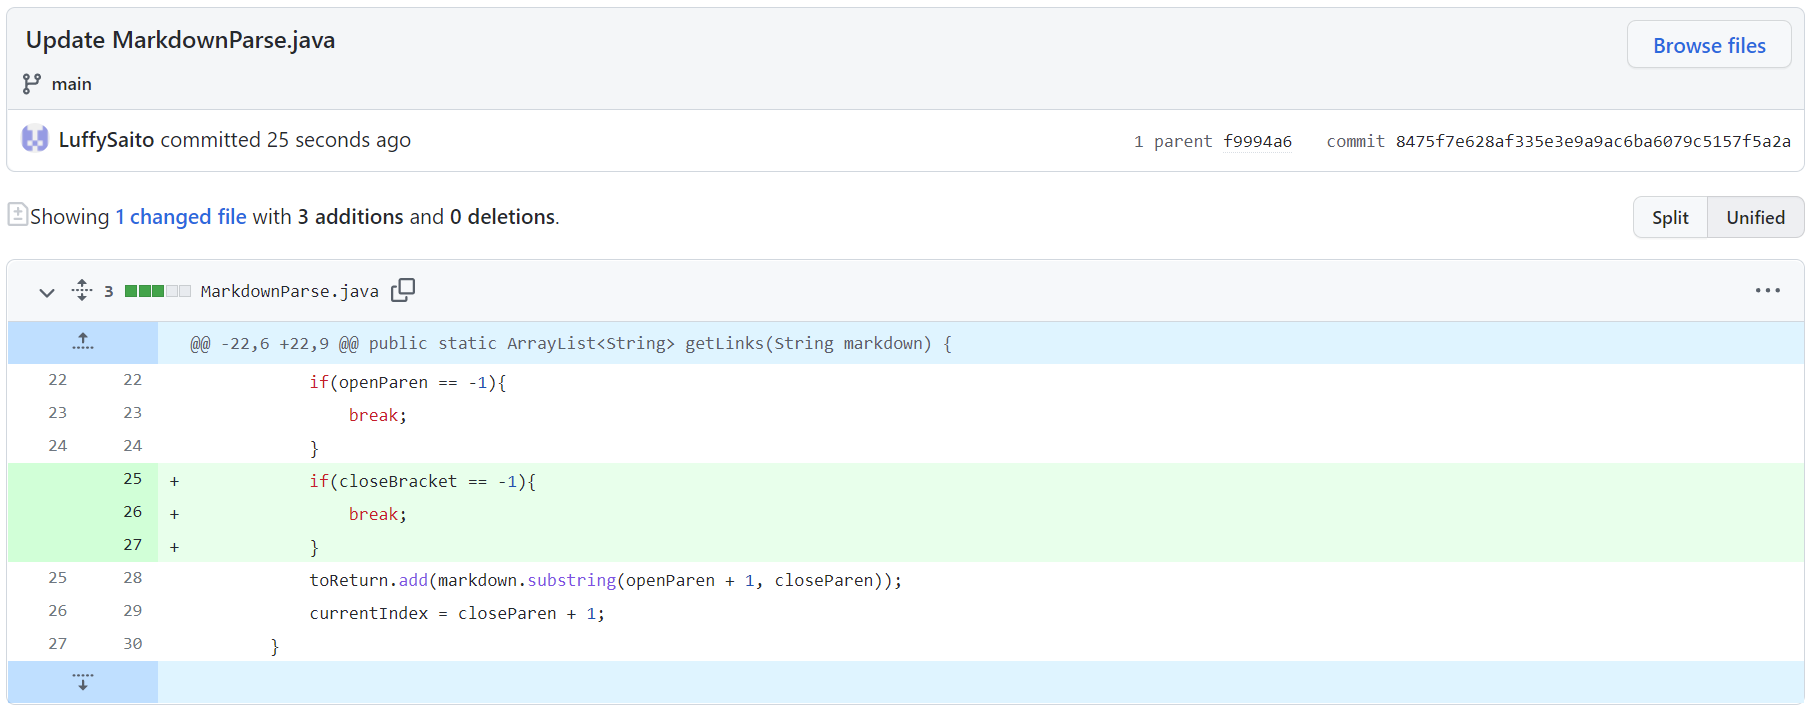 Update MarkdownParse.java
Browse files
main
LuffySaito committed 25 seconds ago
1 parent f9994a6 commit 8475f7e628af335e3e9a9ac6ba6079c5157f5a2a
Showing 1 changed file with 3 additions and 0 deletions.
Split Unified
3 MarkdownParse.java
@@ -22,6 +22,9 @@ public static ArrayList<String> getLinks(String markdown) {
22 22 if(openParen == -1){
23 23 break;
24 24 }
25 + if(closeBracket == -1){
26 + break;
27 + }
25 28 toReturn.add(markdown.substring(openParen + 1, closeParen));
26 29 currentIndex = closeParen + 1;
27 30 }